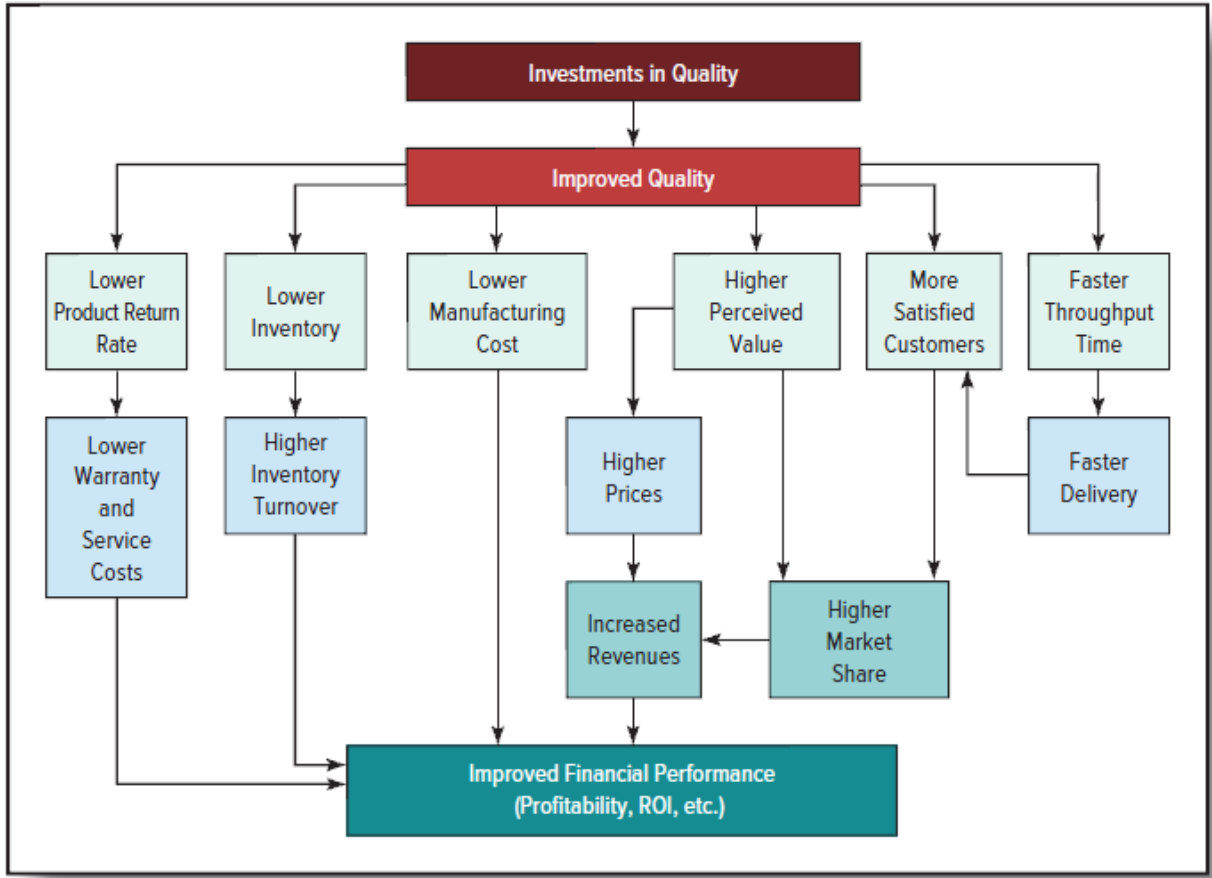 Investments in Quality
Improved Quality
Lower
Product Return
Rate
Lower
Inventory
Lower
Manufacturing
Cost
Higher
Perceived
Value
More
Satisfied
Customers
Faster
Throughput
Time
Lower
Warranty
and
Service
Costs
Higher
Inventory
Turnover
Higher
Prices
Faster
Delivery
Increased
Revenues
Higher
Market
Share
Improved Financial Performance
(Profitability, ROI, etc.)